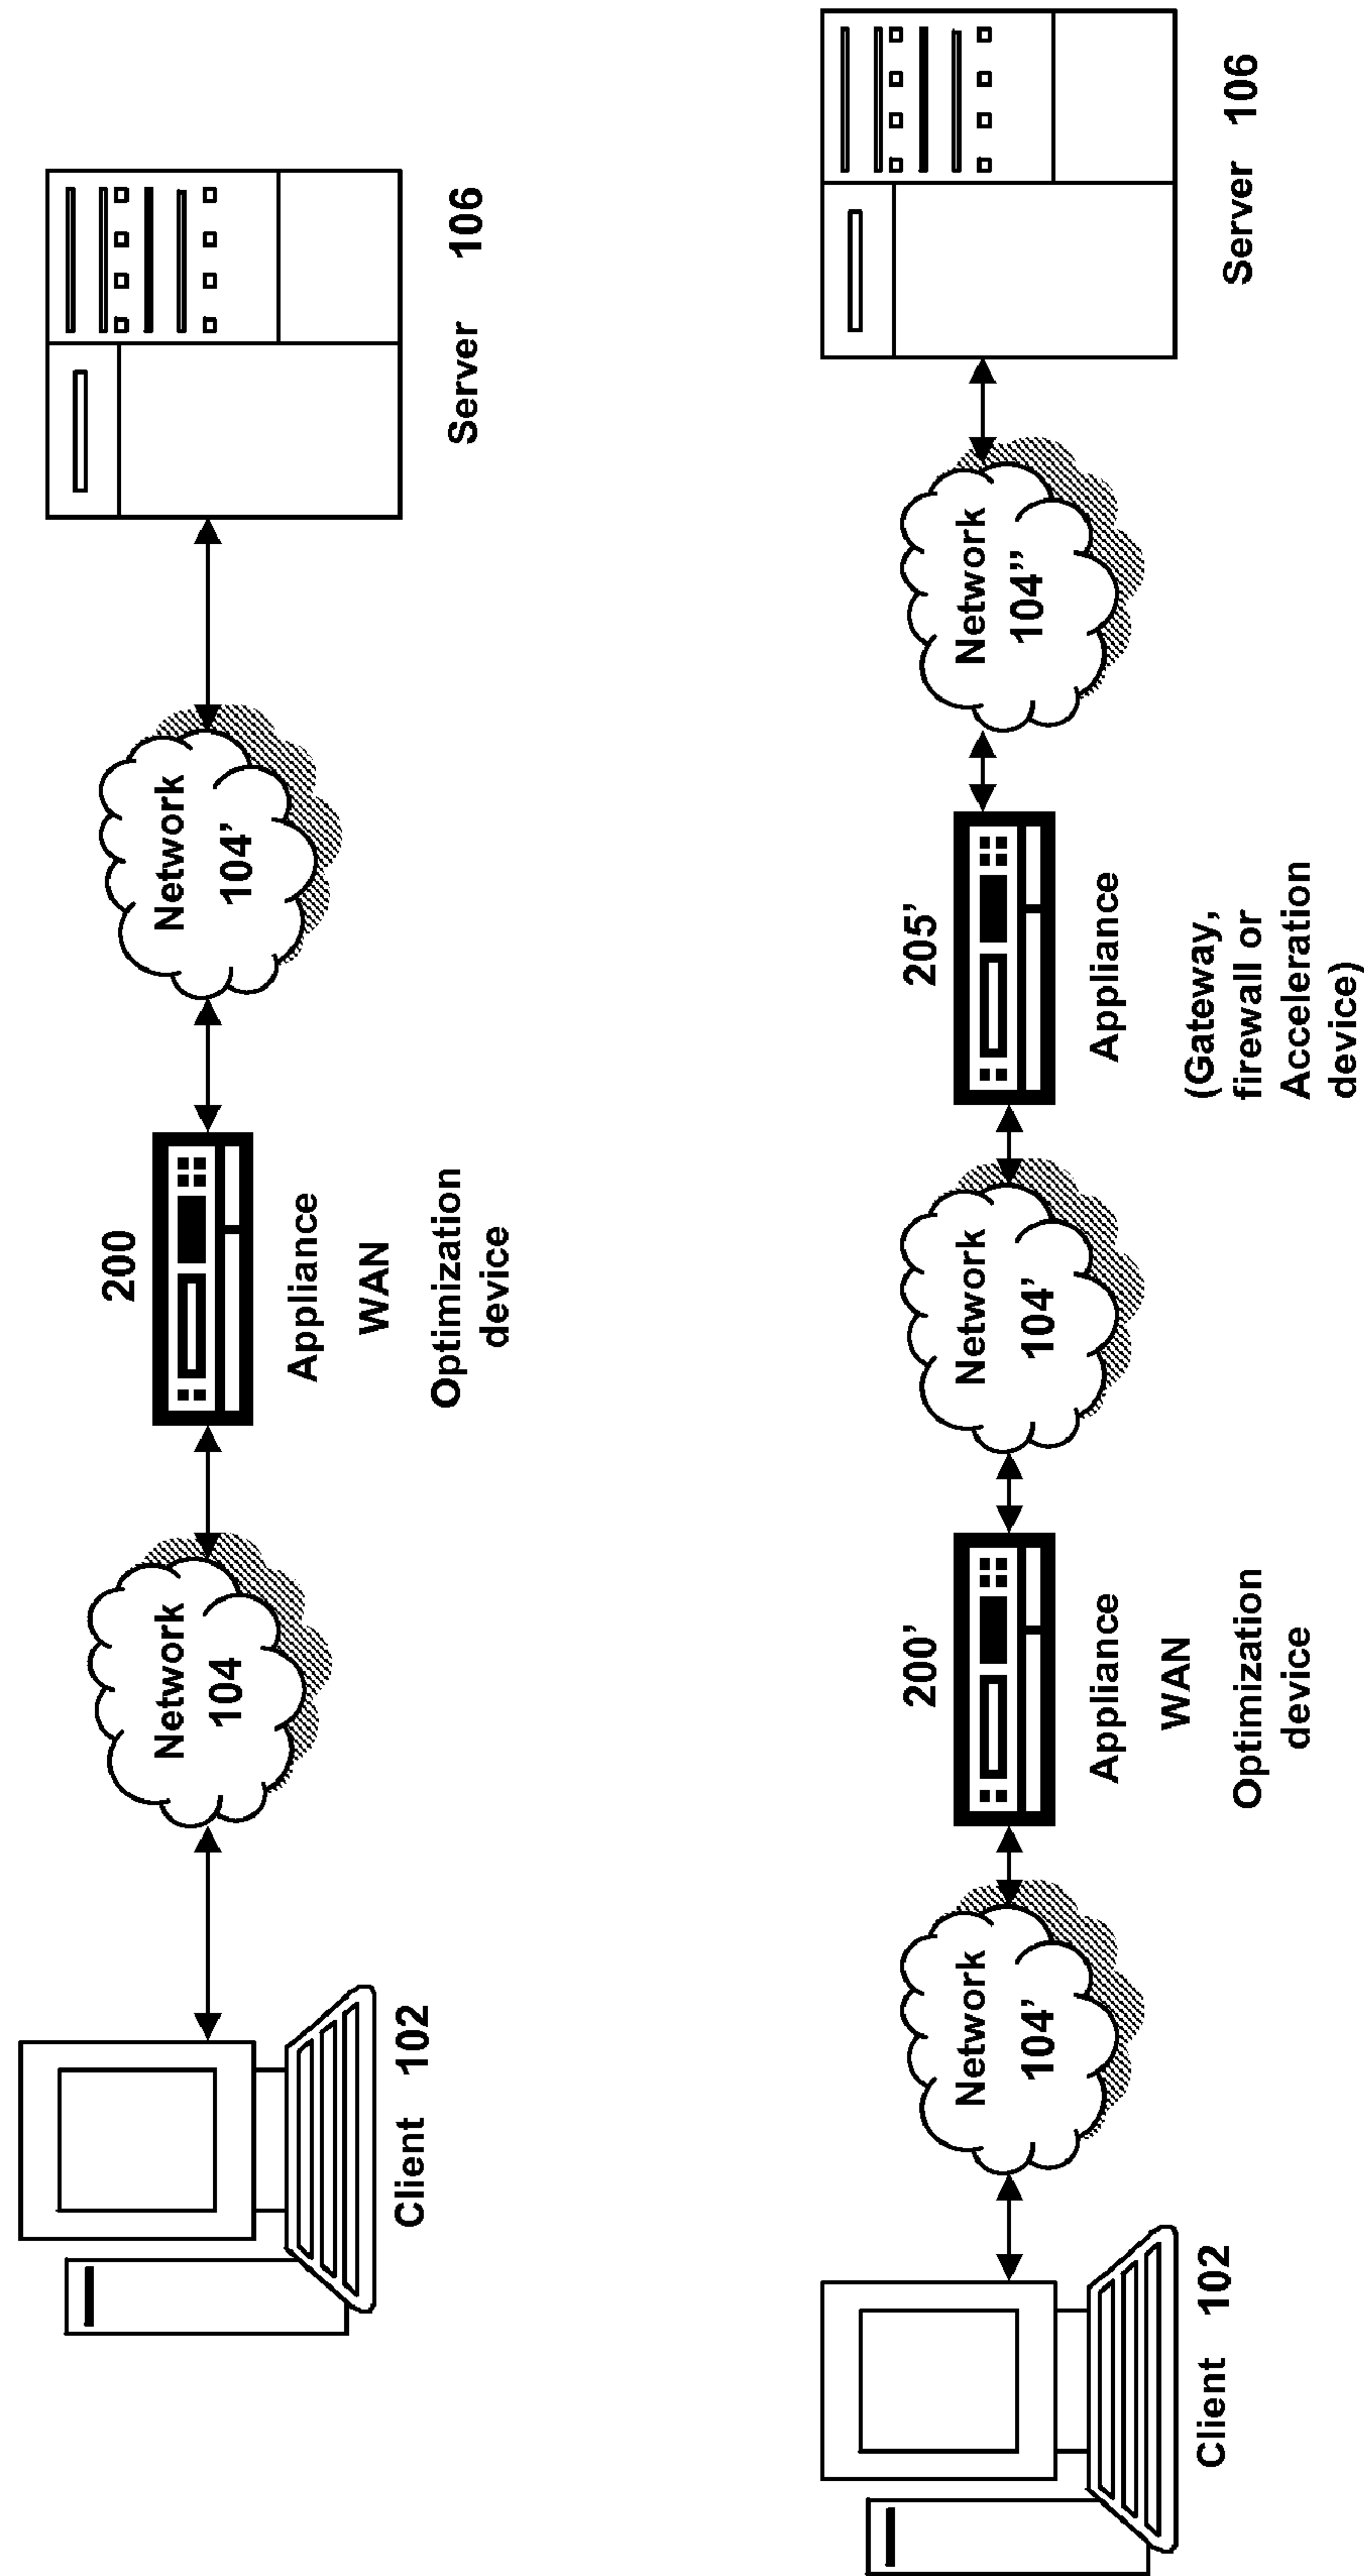 200
Network
104
Network
104’
Appliance
WAN
Optimization
device
Client 102
Server 106
200’
205’
Network
104’
Network
104’
Network
104’’
Appliance
WAN
Optimization
device
Appliance
(Gateway,
firewall or
Acceleration
device)
Client 102
Server 106